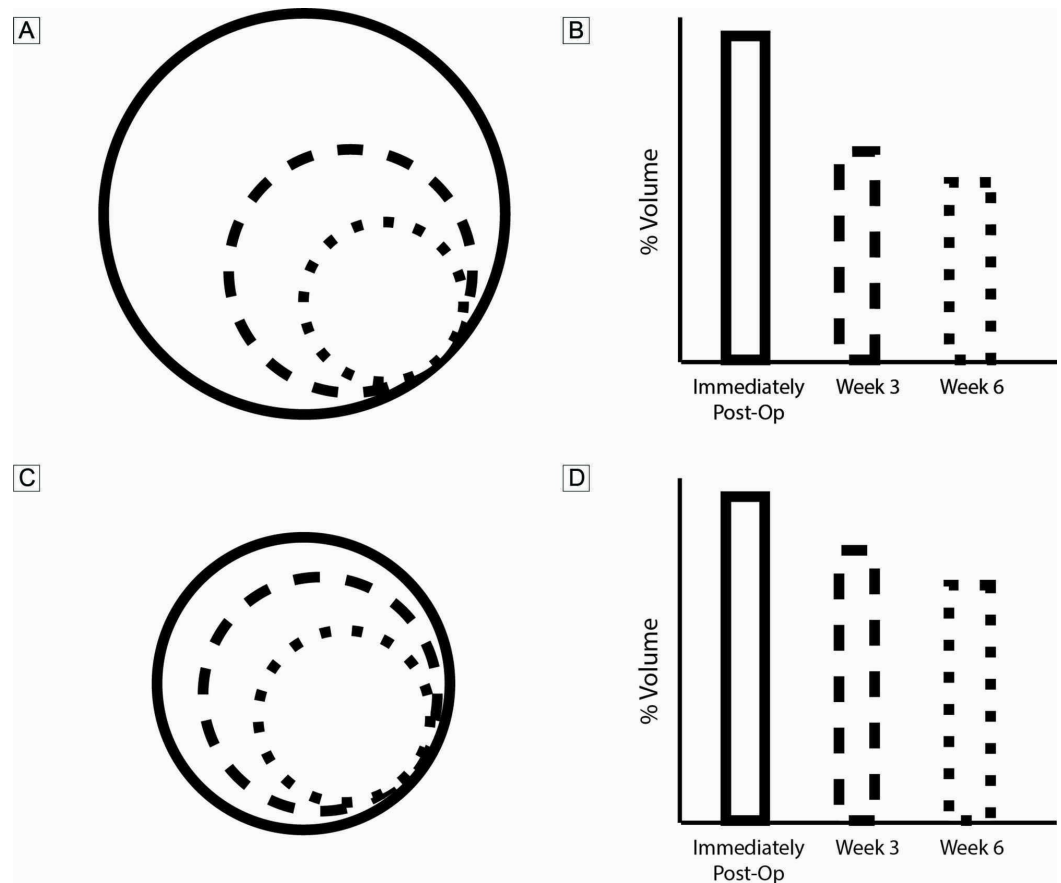 A
B
% Volume
Immediately
Post-Op
Week 3
Week 6
C
D
% Volume
Immediately
Post-Op
Week 3
Week 6